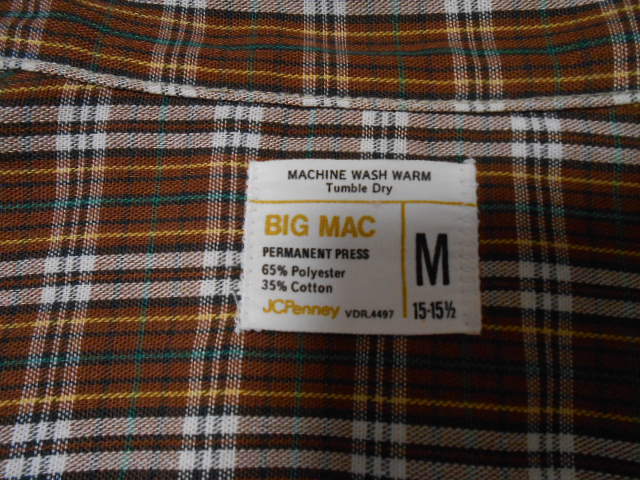 MACHINE WASH WARM
Tumble Dry
BIG MAC
PERMANENT PRESS
65% Polyester
35% Cotton
JCPenney VDR.4497
M
15-15½